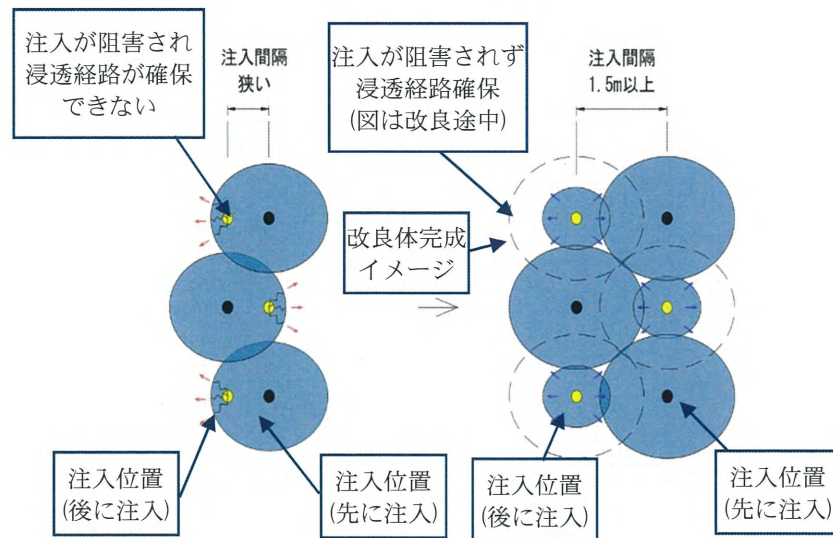 注入が阻害され
浸透経路が確保
できない
注入間隔
狭い
注入が阻害されず
浸透経路確保
(図は改良途中)
注入間隔
1.5m以上
改良体完成
イメージ
注入位置
(後に注入)
注入位置
(先に注入)
注入位置
(後に注入)
注入位置
(先に注入)